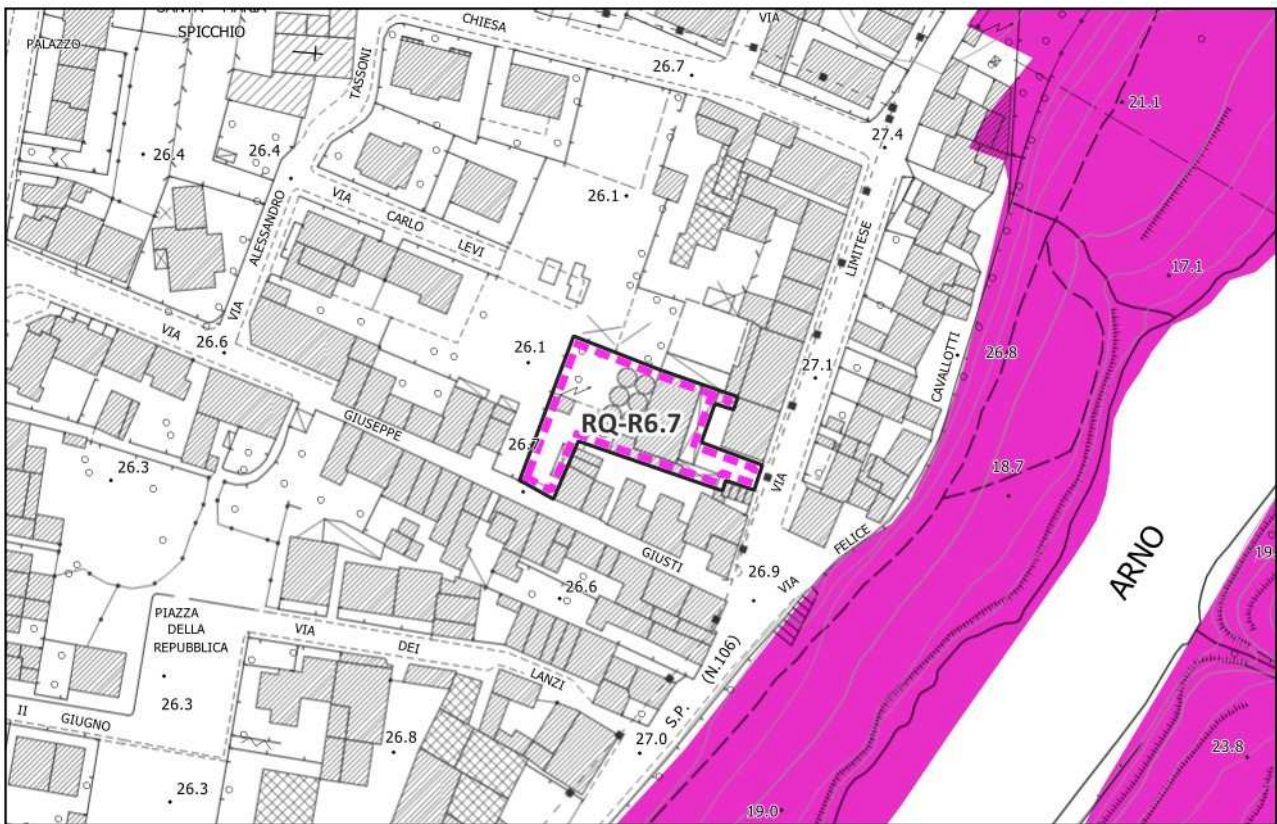 SANTA MARIA
SPICCHIO
PALAZZO
CHIESA
VIA
TASSONI
26.7
21.1
26.4
26.4
27.4
26.1
VIA
CARLO
LEVI
ALESSANDRO
VIA
LIMITESE
17.1
VIA
26.6
26.1
27.1
CAVALLOTTI
26.8
GIUSEPPE
RQ-R6.7
26.7
26.3
VIA
18.7
FELICE
GIUSTI
26.9
VIA
ARNO
19.
26.6
PIAZZA
DELLA
REPUBBLICA
VIA
DEI
LANZI
(N.106)
S.P.
26.3
II
GIUGNO
26.8
27.0
23.8
26.3
19.0